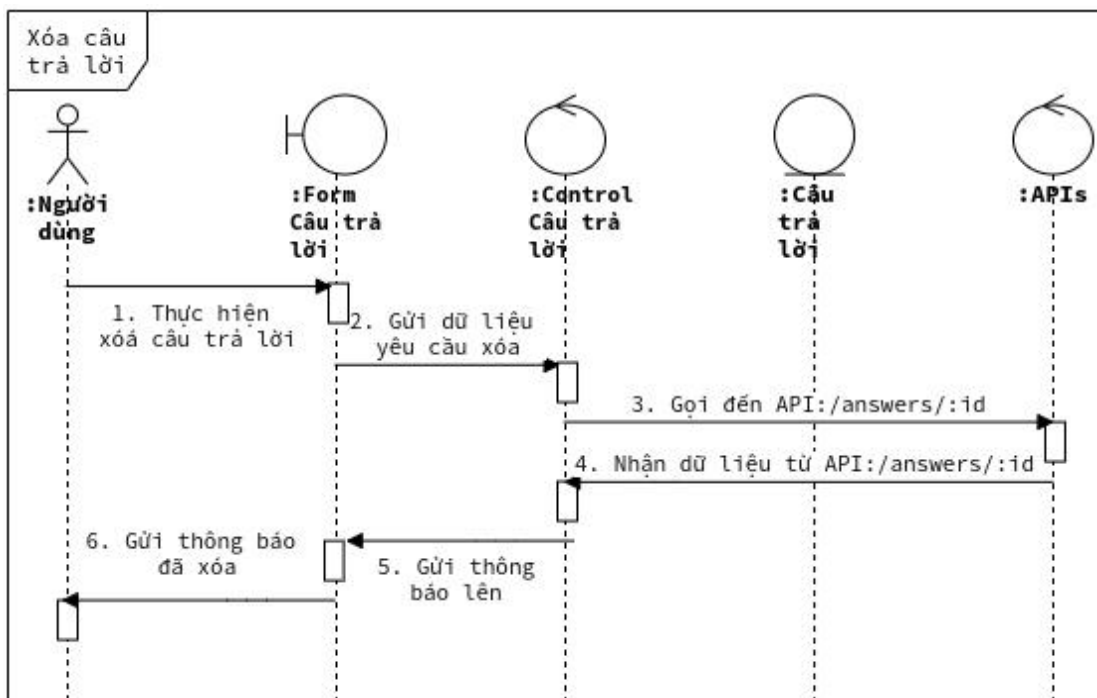 Xóa câu
trả lời
:Người
dùng
:Form
Câu trả
lời
:Control
Câu trả
lời
:Câu
trả
lời
:APIs
1. Thực hiện
xóá câu trả lời
2. Gửi dữ liệu
yêu cầu xóa
3. Gọi đến API:/answers/:id
4. Nhận dữ liệu từ API:/answers/:id
5. Gửi thông
báo lên
6. Gửi thông báo
đã xóa